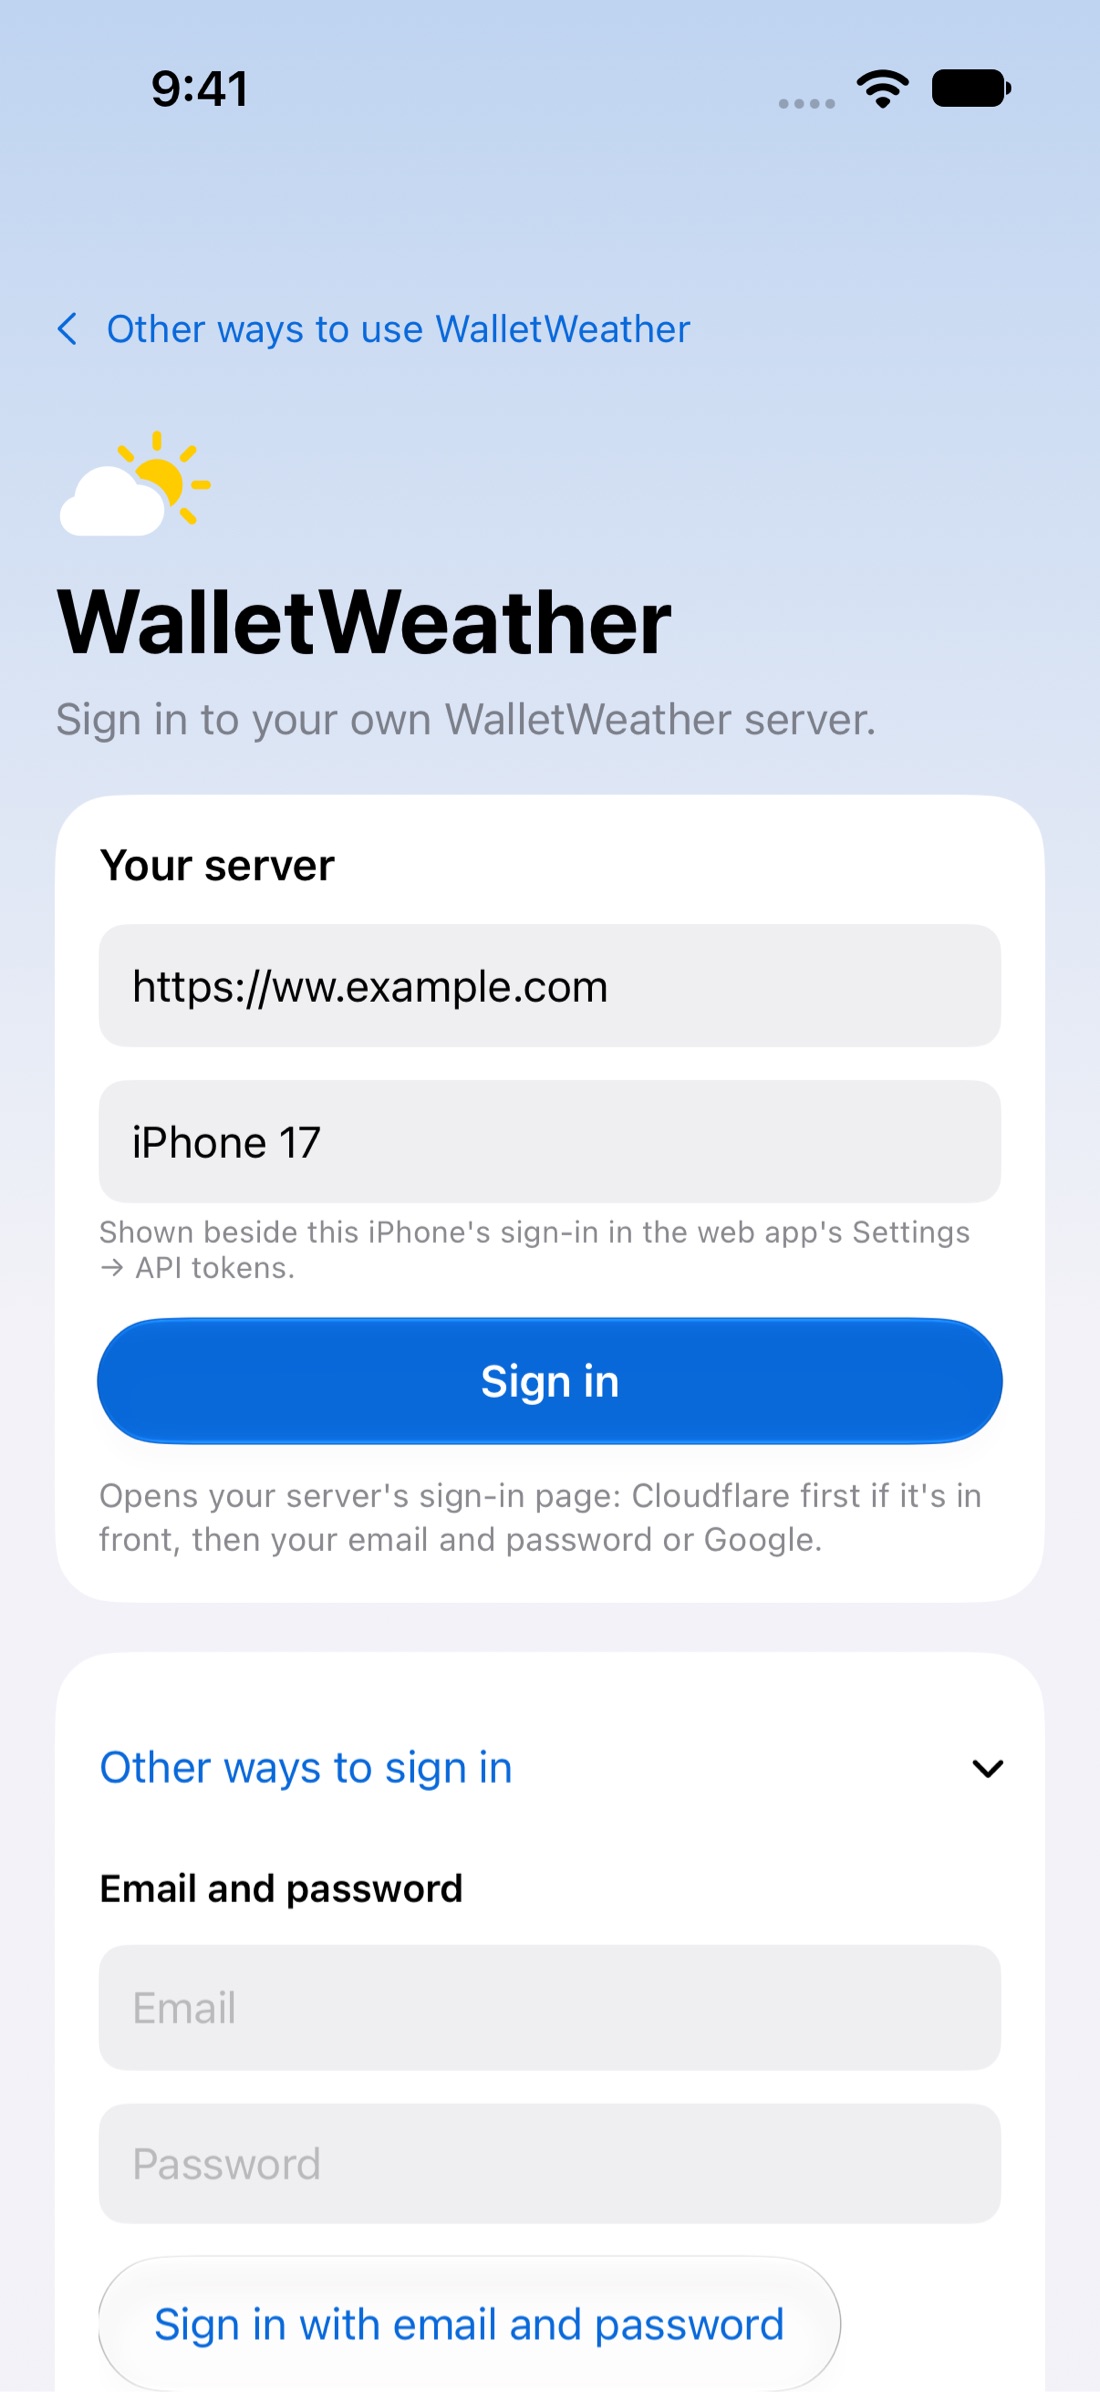 9:41
Other ways to use WalletWeather
WalletWeather
Sign in to your own WalletWeather server.
Your server
https://ww.example.com
iPhone 17
Shown beside this iPhone's sign-in in the web app's Settings
→ API tokens.
Sign in
Opens your server's sign-in page: Cloudflare first if it's in
front, then your email and password or Google.
Other ways to sign in
Email and password
Email
Password
Sign in with email and password